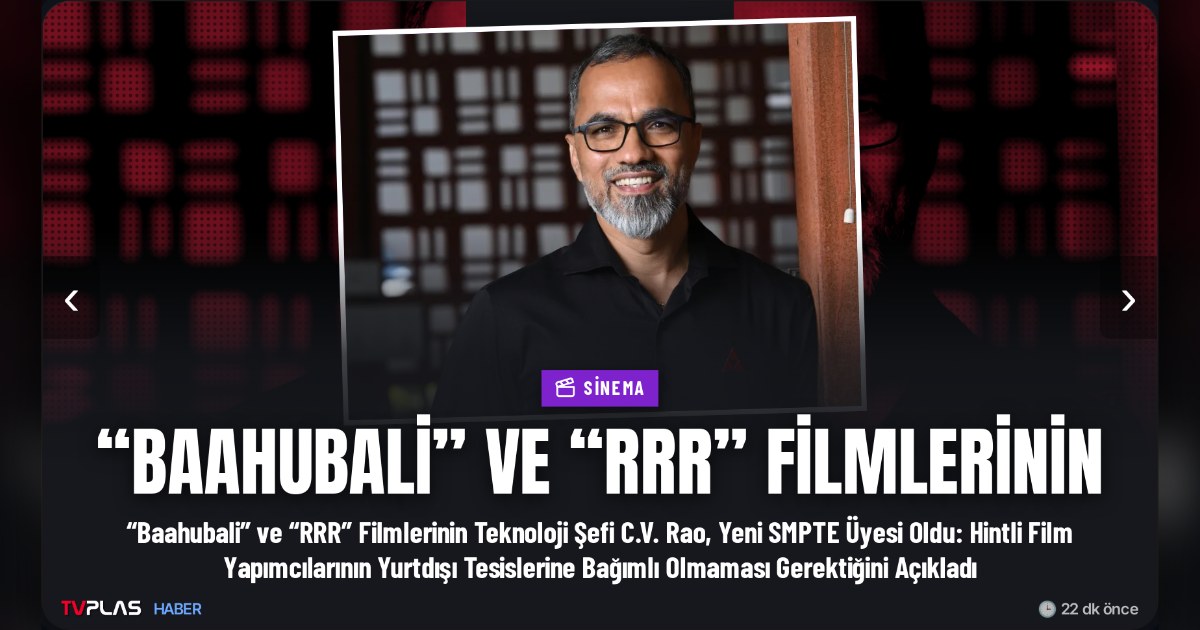 SİNEMA
“BAAHUBALİ” VE “RRR” FİLMLERİNİN
“Baahubali” ve “RRR” Filmlerinin Teknoloji Şefi C.V. Rao, Yeni SMPTE Üyesi Oldu: Hintli Film
Yapımcılarının Yurtdışı Tesislerine Bağımlı Olmaması Gerektiğini Açıkladı
TVPLAS HABER
22 dk önce